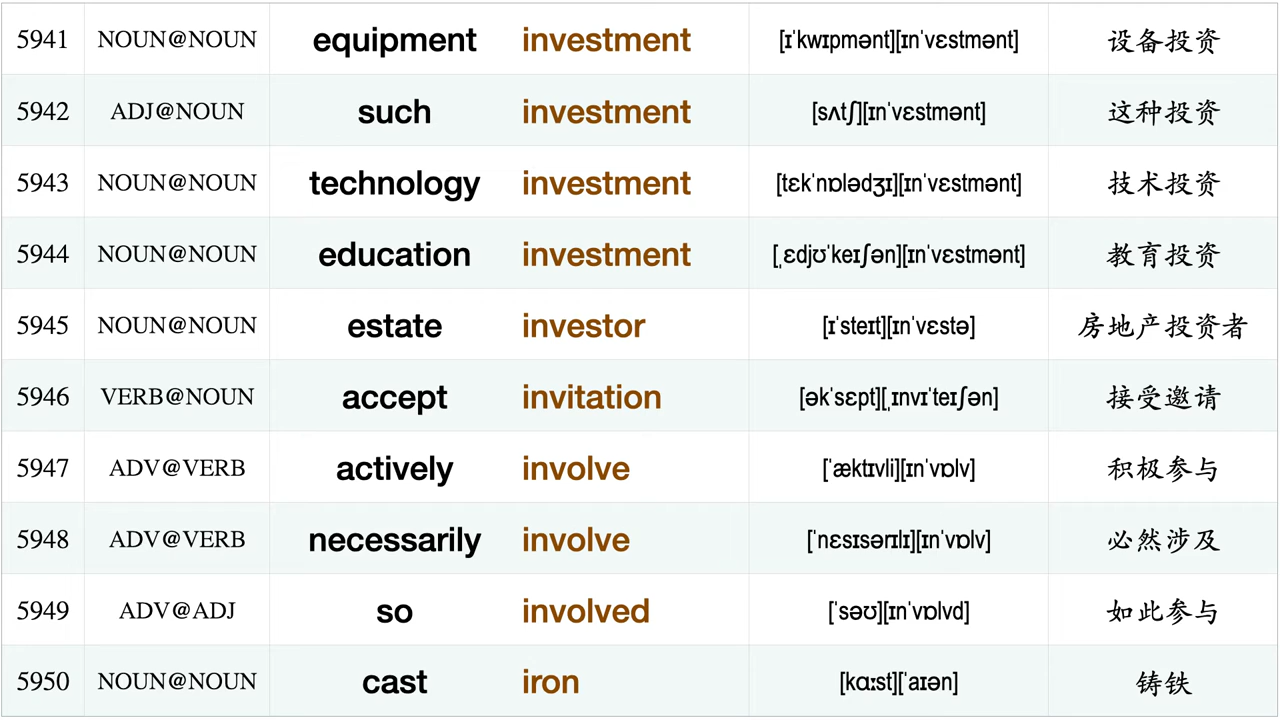 5941 NOUN@NOUN equipment investment [ɪˈkwɪpmənt][ɪnˈvɛstmənt] 设备投资
5942 ADJ@NOUN such investment [sʌtʃ][ɪnˈvɛstmənt] 这种投资
5943 NOUN@NOUN technology investment [tɛkˈnɒlədʒɪ][ɪnˈvɛstmənt] 技术投资
5944 NOUN@NOUN education investment [ˌɛdjʊˈkeɪʃən][ɪnˈvɛstmənt] 教育投资
5945 NOUN@NOUN estate investor [ɪˈsteɪt][ɪnˈvɛstə] 房地产投资者
5946 VERB@NOUN accept invitation [əkˈsɛpt][ˌɪnvɪˈteɪʃən] 接受邀请
5947 ADV@VERB actively involve [ˈæktɪvli][ɪnˈvɒlv] 积极参与
5948 ADV@VERB necessarily involve [ˈnɛsɪsərɪlɪ][ɪnˈvɒlv] 必然涉及
5949 ADV@ADJ so involved [ˈsəʊ][ɪnˈvɒlvd] 如此参与
5950 NOUN@NOUN cast iron [kɑɪst][ˈaɪən] 铸铁